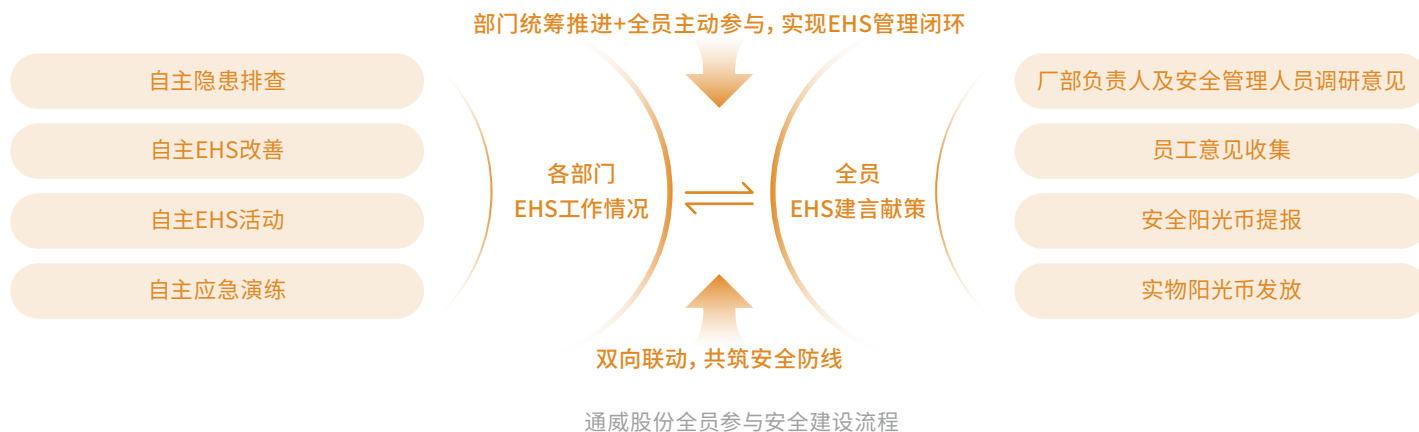 部门统筹推进+全员主动参与，实现EHS管理闭环
自主隐患排查
自主EHS改善
自主EHS活动
自主应急演练
各部门
EHS工作情况
全员
EHS建言献策
厂部负责人及安全管理人员调研意见
员工意见收集
安全阳光币提报
实物阳光币发放
双向联动，共筑安全防线
通威股份全员参与安全建设流程